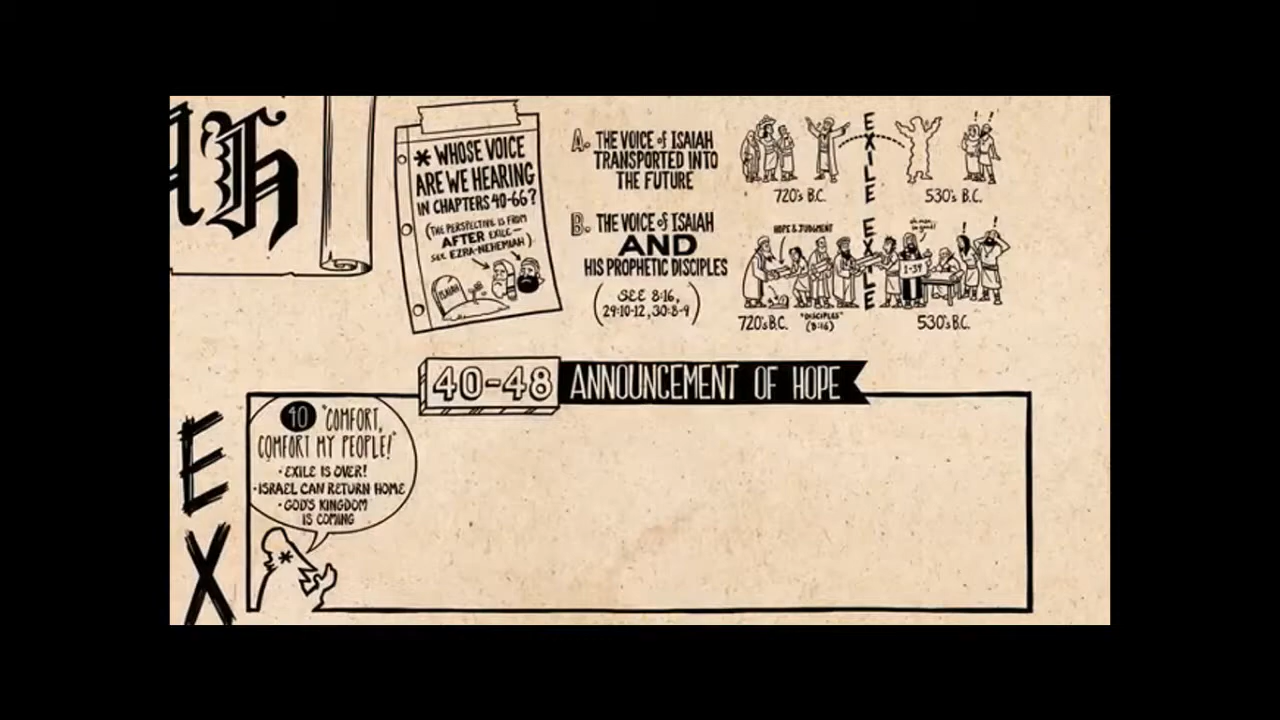 AH
* WHOSE VOICE
ARE WE HEARING
IN CHAPTERS 40-66?
(THE PERSPECTIVE IS FROM
AFTER EXILE—
SEE EZRA-NEHEMIAH)
ISAIAH
A. THE VOICE of ISAIAH
TRANSPORTED INTO
THE FUTURE
EXILE
720's B.C.
530's B.C.
B. THE VOICE of ISAIAH
AND
HIS PROPHETIC DISCIPLES
(SEE 8:16,
29:10-12, 30:8-9)
HOPE & JUDGMENT
EXILE
1-39
720's B.C.
"DISCIPLES"
(8:16)
530's B.C.
40-48 ANNOUNCEMENT OF HOPE
40 "COMFORT,
COMFORT MY PEOPLE!"
• EXILE IS OVER!
• ISRAEL CAN RETURN HOME
• GOD'S KINGDOM
IS COMING
*
EX